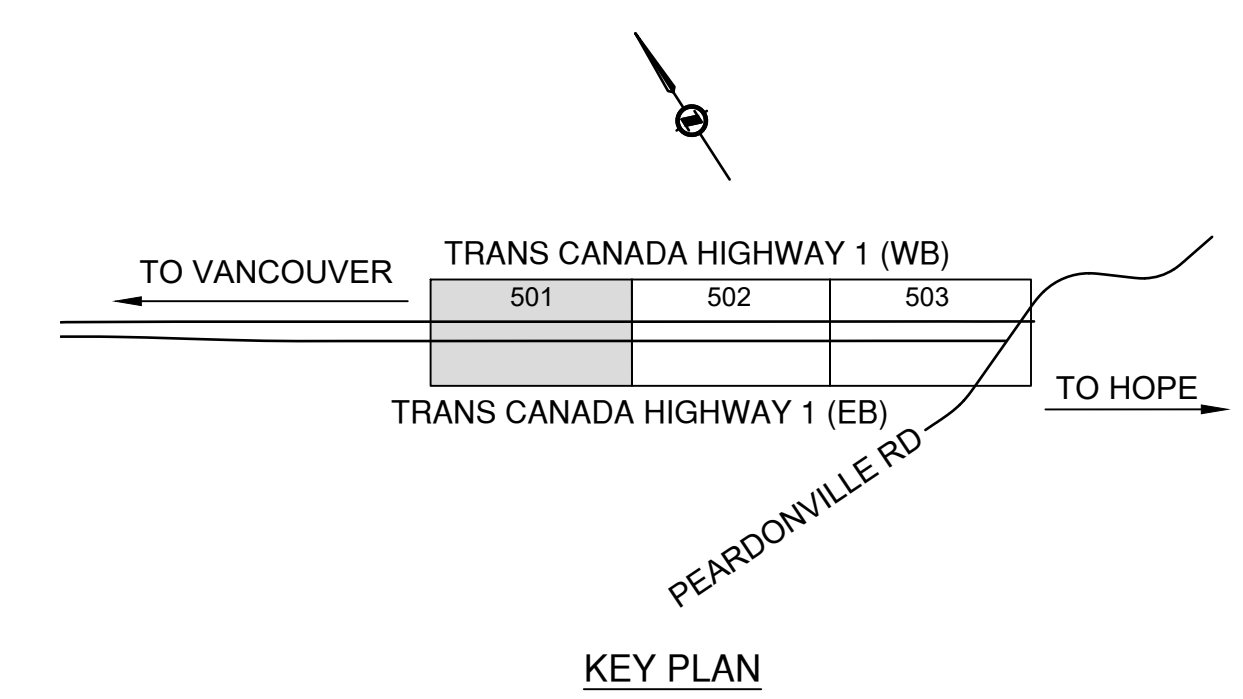 TRANS CANADA HIGHWAY 1 (WB)
TO VANCOUVER
501
502
503
TO HOPE
TRANS CANADA HIGHWAY 1 (EB)
PEARDONVILLE RD
KEY PLAN